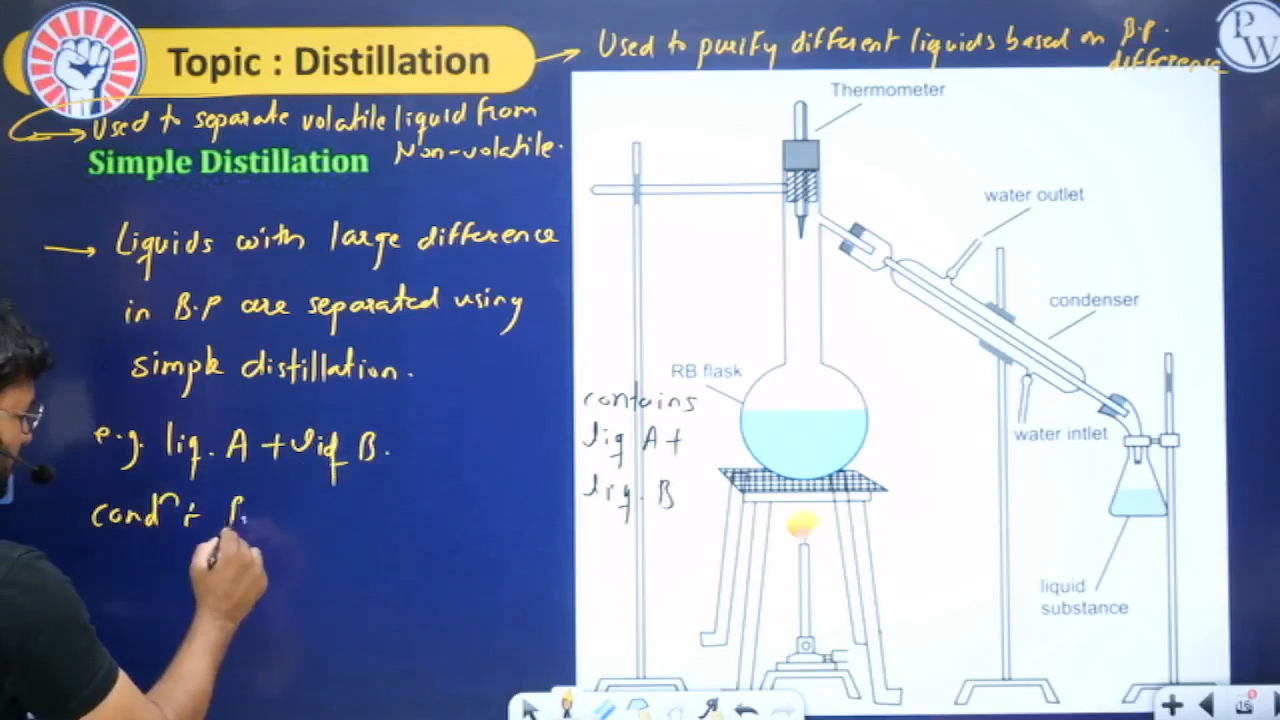 Topic : Distillation
Used to purify different liquids based on B.P.
difference
PW
Used to separate volatile liquid from
Non-volatile.
Simple Distillation
Liquids with large difference
in B.P are separated using
simple distillation.
e.g. liq. A + liq B.
condn :-
Thermometer
water outlet
condenser
RB flask
contains
liq A +
liq. B
water intlet
liquid
substance